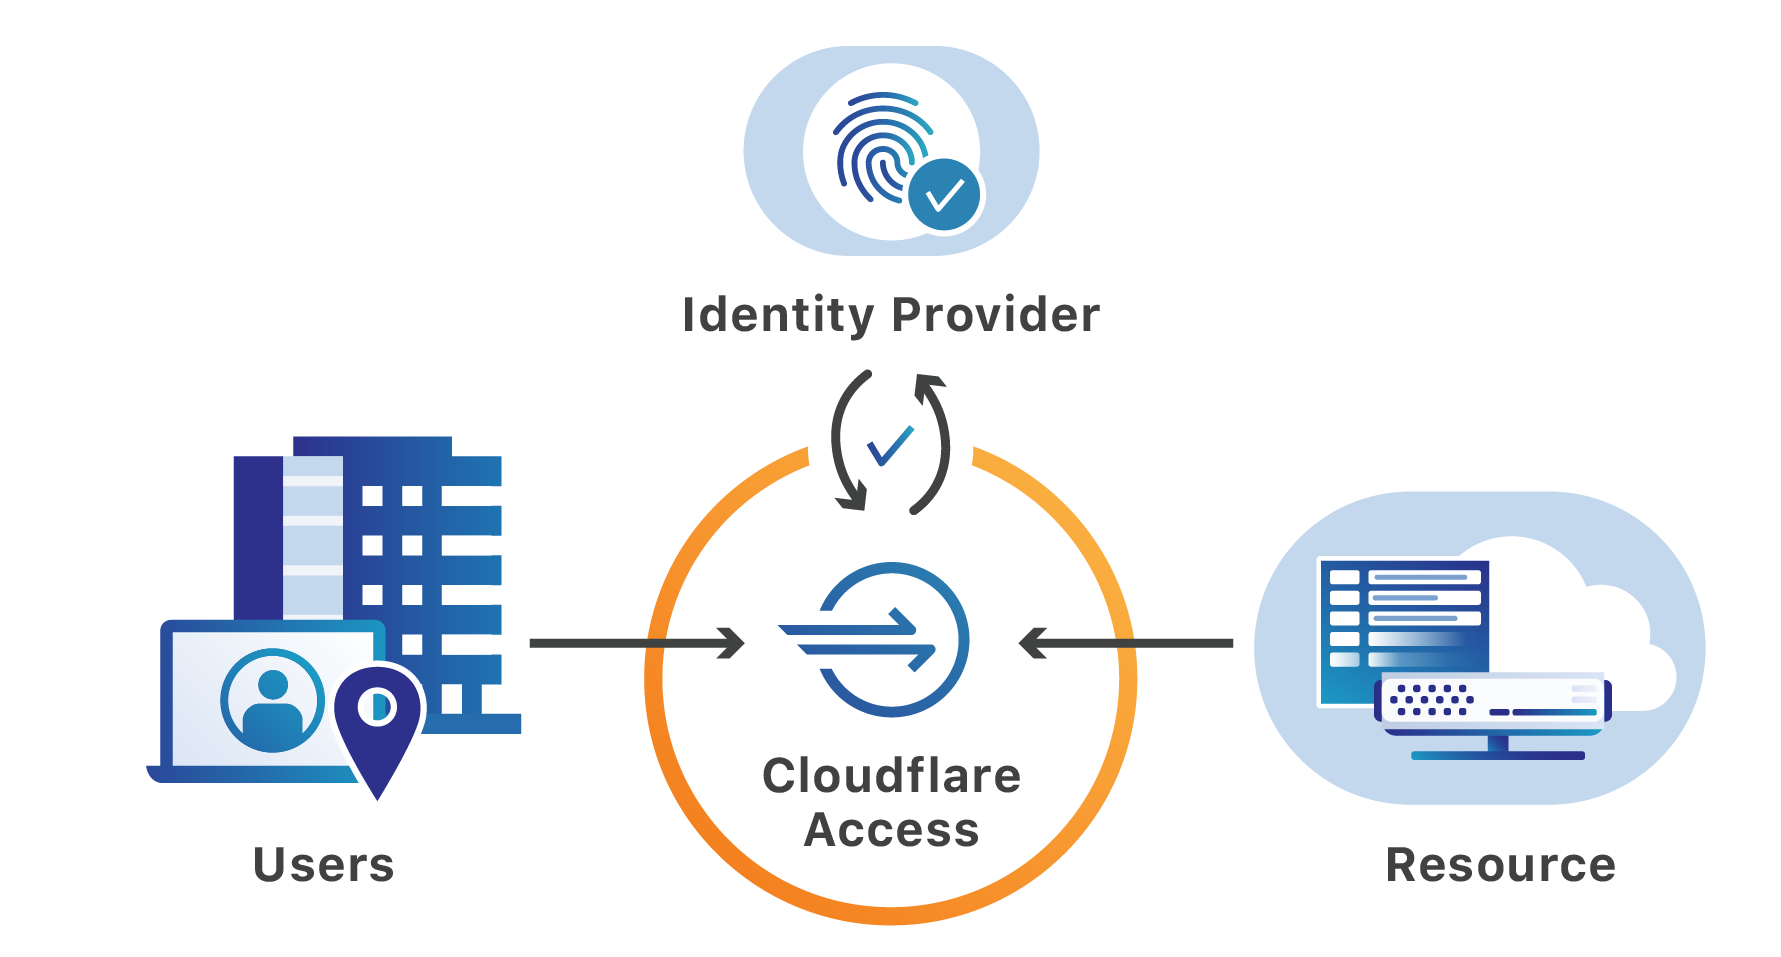 Identity Provider
Cloudflare
Access
Users
Resource